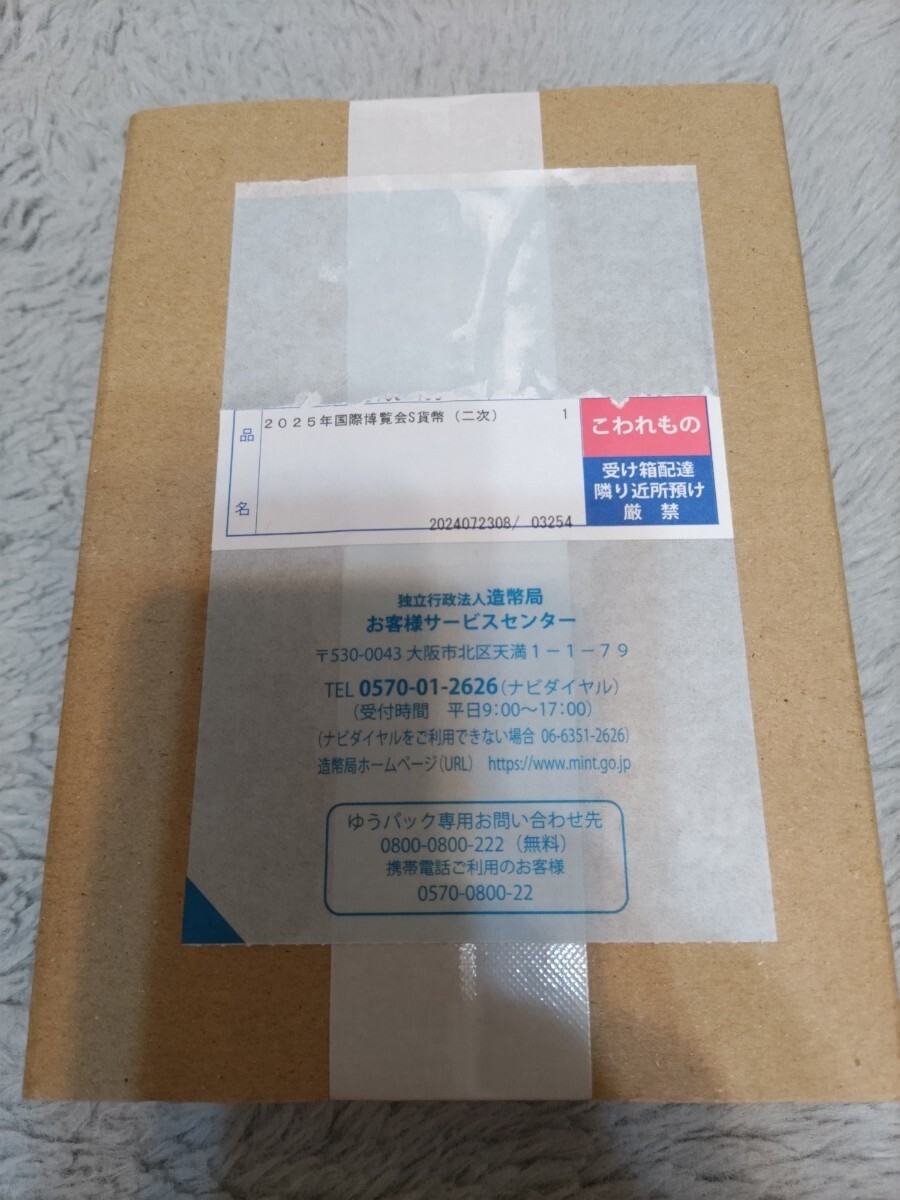 品名
２０２５年国際博覧会S貨幣（二次） 1
2024072308/ 03254
こわれもの
受け箱配達
隣り近所預け
厳 禁
独立行政法人造幣局
お客様サービスセンター
〒530-0043 大阪市北区天満１－１－７９
TEL 0570-01-2626(ナビダイヤル)
(受付時間 平日9:00～17:00)
(ナビダイヤルをご利用できない場合 06-6351-2626)
造幣局ホームページ(URL) https://www.mint.go.jp
ゆうパック専用お問い合わせ先
0800-0800-222（無料）
携帯電話ご利用のお客様
0570-0800-22